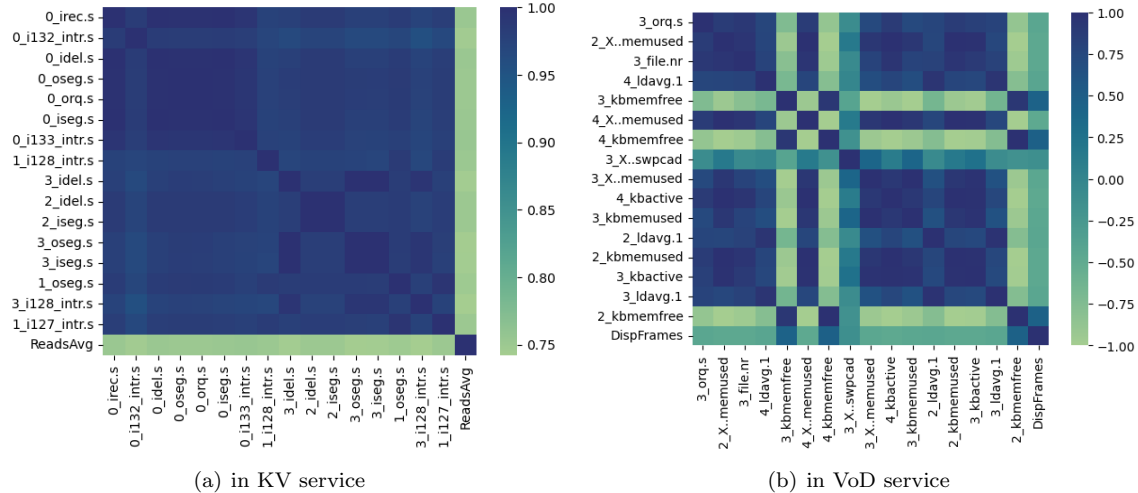 0_irec.s
0_i132_intr.s
0_idel.s
0_oseg.s
0_orq.s
0_iseg.s
0_i133_intr.s
1_i128_intr.s
3_idel.s
2_idel.s
2_iseg.s
3_oseg.s
3_iseg.s
1_oseg.s
3_i128_intr.s
1_i127_intr.s
ReadsAvg
0_irec.s
0_i132_intr.s
0_idel.s
0_oseg.s
0_orq.s
0_iseg.s
0_i133_intr.s
1_i128_intr.s
3_idel.s
2_idel.s
2_iseg.s
3_oseg.s
3_iseg.s
1_oseg.s
3_i128_intr.s
1_i127_intr.s
ReadsAvg
1.00
0.95
0.90
0.85
0.80
0.75
(a) in KV service
3_orq.s
2_X..memused
3_file.nr
4_ldavg.1
3_kbmemfree
4_X..memused
4_kbmemfree
3_X..swpcad
3_X..memused
4_kbactive
3_kbmemused
2_ldavg.1
2_kbmemused
3_kbactive
3_ldavg.1
2_kbmemfree
DispFrames
3_orq.s
2_X..memused
3_file.nr
4_ldavg.1
3_kbmemfree
4_X..memused
4_kbmemfree
3_X..swpcad
3_X..memused
4_kbactive
3_kbmemused
2_ldavg.1
2_kbmemused
3_kbactive
3_ldavg.1
2_kbmemfree
DispFrames
1.00
0.75
0.50
0.25
0.00
−0.25
−0.50
−0.75
−1.00
(b) in VoD service